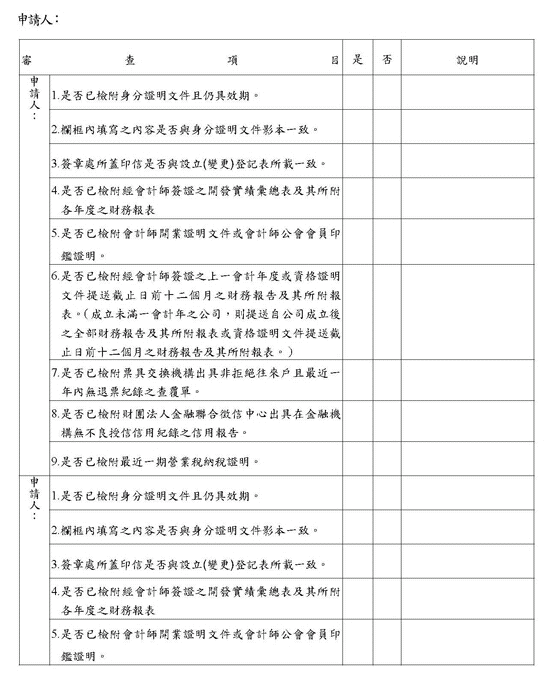 申請人：
審查項目 是 否 說明
申請人：
1.是否已檢附身分證明文件且仍具效期。
2.欄框內填寫之內容是否與身分證明文件影本一致。
3.簽章處所蓋印信是否與設立(變更)登記表所載一致。
4.是否已檢附經會計師簽證之開發實績彙總表及其所附
各年度之財務報表
5.是否已檢附會計師開業證明文件或會計師公會會員印
鑑證明。
6.是否已檢附經會計師簽證之上一會計年度或資格證明
文件提送截止日前十二個月之財務報告及其所附報
表。(成立未滿一會計年之公司，則提送自公司成立後
之全部財務報告及其所附報表或資格證明文件提送截
止日前十二個月之財務報告及其所附報表。)
7.是否已檢附票具交換機構出具非拒絕往來戶且最近一
年內無退票紀錄之查覆單。
8.是否已檢附財團法人金融聯合徵信中心出具在金融機
構無不良授信信用紀錄之信用報告。
9.是否已檢附最近一期營業稅納稅證明。
申請人：
1.是否已檢附身分證明文件且仍具效期。
2.欄框內填寫之內容是否與身分證明文件影本一致。
3.簽章處所蓋印信是否與設立(變更)登記表所載一致。
4.是否已檢附經會計師簽證之開發實績彙總表及其所附
各年度之財務報表
5.是否已檢附會計師開業證明文件或會計師公會會員印
鑑證明。